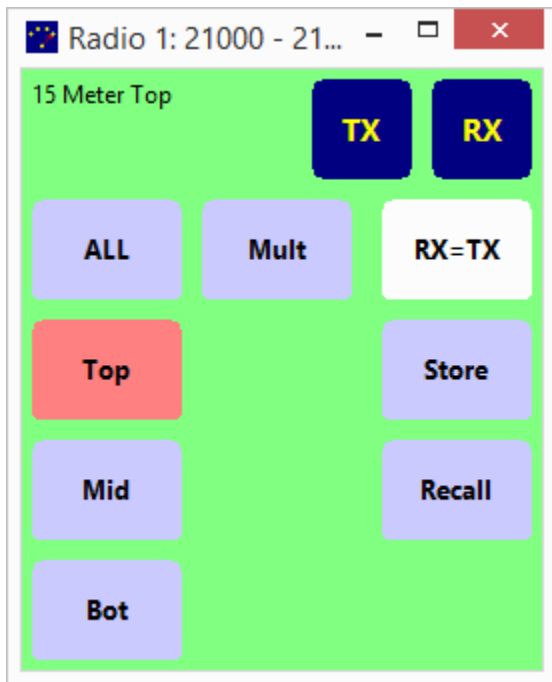 Radio 1: 21000 - 21...
15 Meter Top
TX RX
ALL Mult RX=TX
Top Store
Mid Recall
Bot